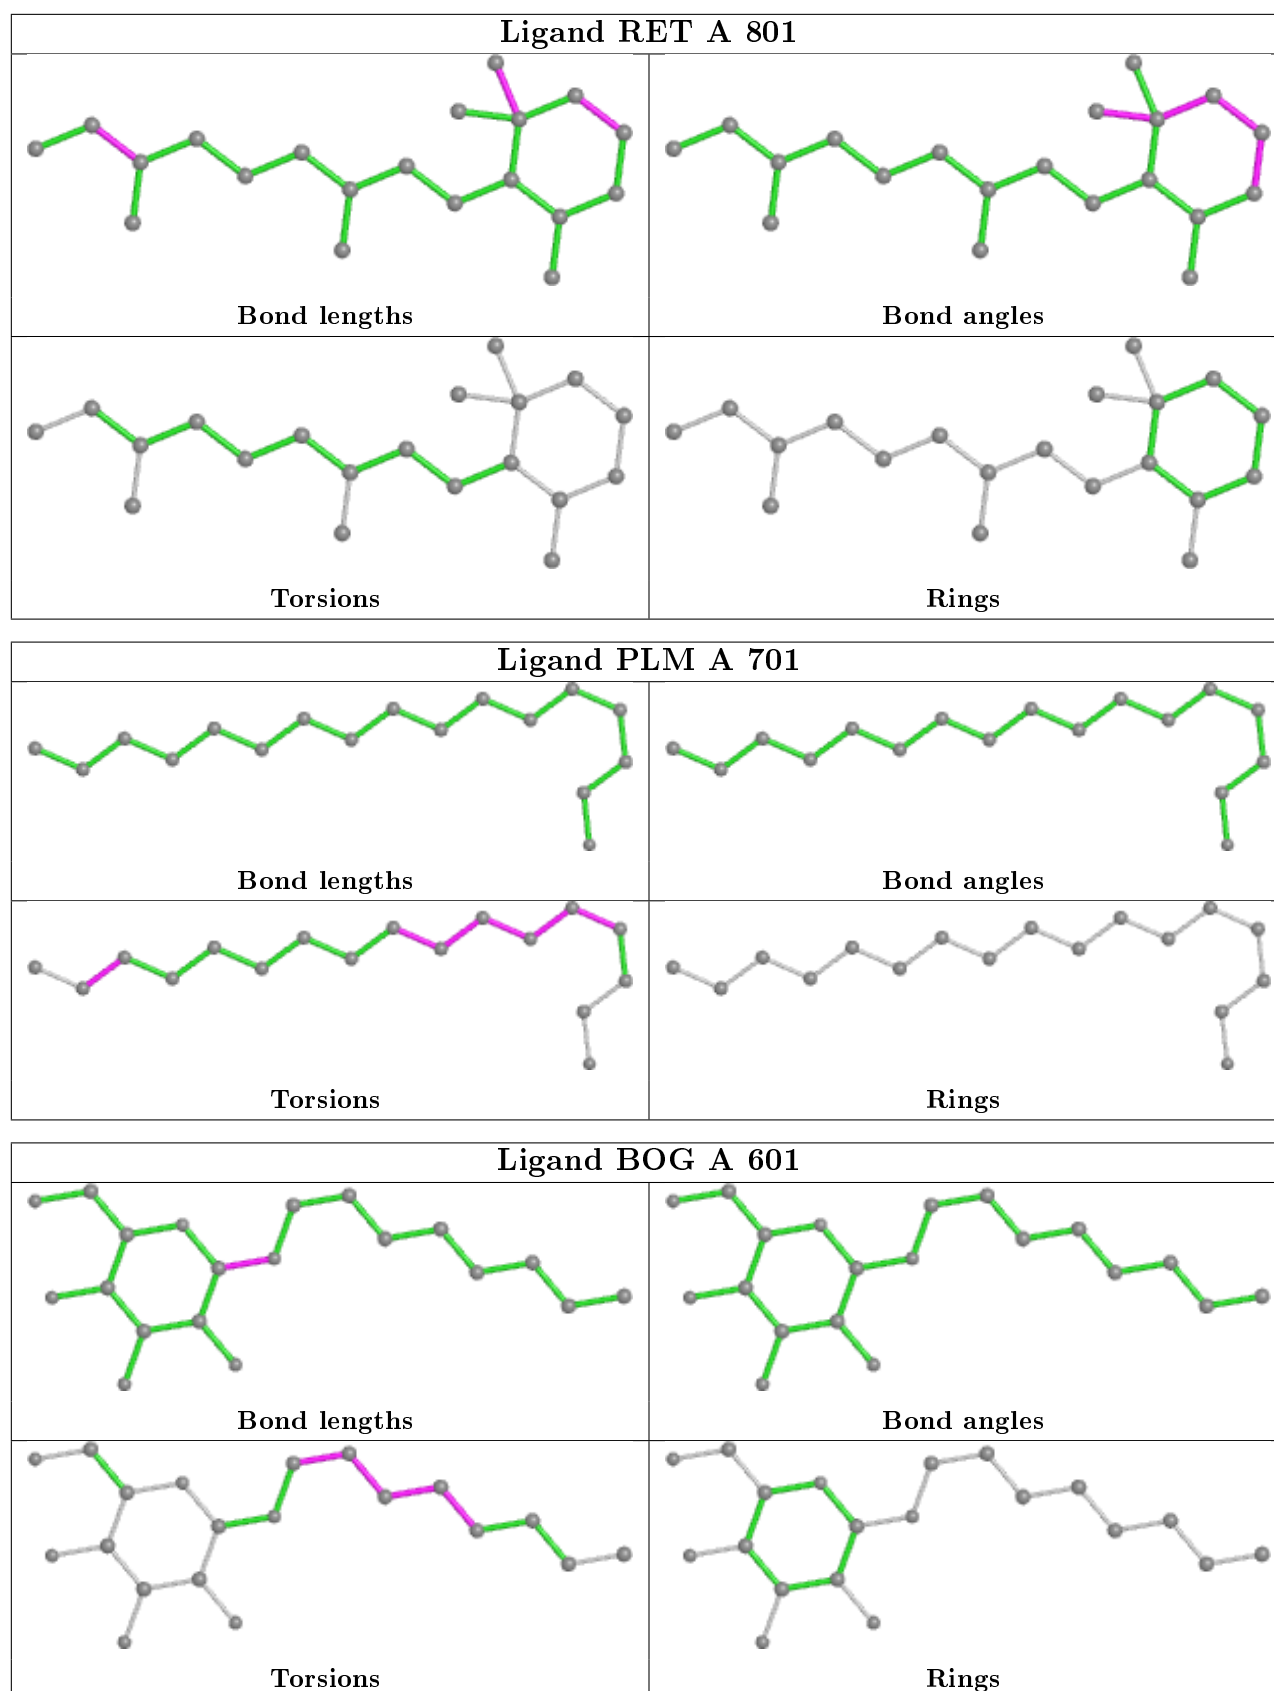 Ligand RET A 801
Bond lengths
Bond angles
Torsions
Rings
Ligand PLM A 701
Bond lengths
Bond angles
Torsions
Rings
Ligand BOG A 601
Bond lengths
Bond angles
Torsions
Rings